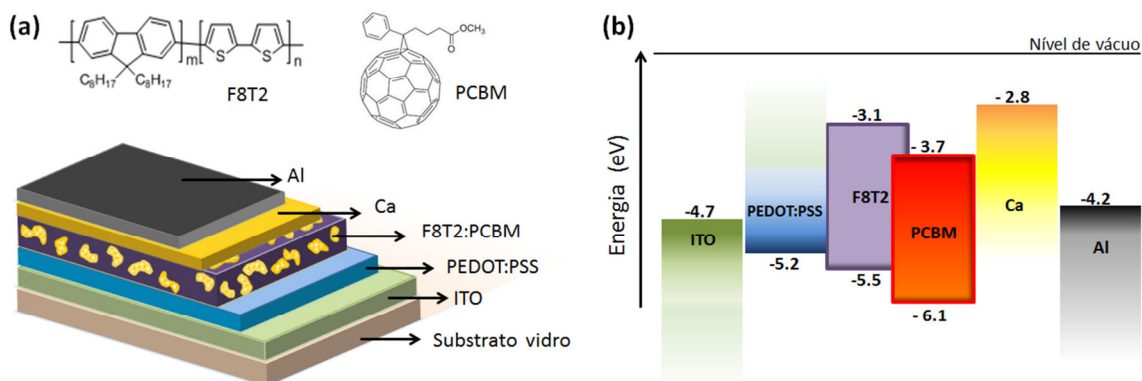 (a)
m
n
S
S
C₈H₁₇
C₈H₁₇
F8T2
OCH₃
O
PCBM
Al
Ca
F8T2:PCBM
PEDOT:PSS
ITO
Substrato vidro
(b)
Nível de vácuo
Energia (eV)
-4.7
ITO
PEDOT:PSS
-5.2
-3.1
F8T2
-5.5
- 3.7
PCBM
- 6.1
- 2.8
Ca
-4.2
Al